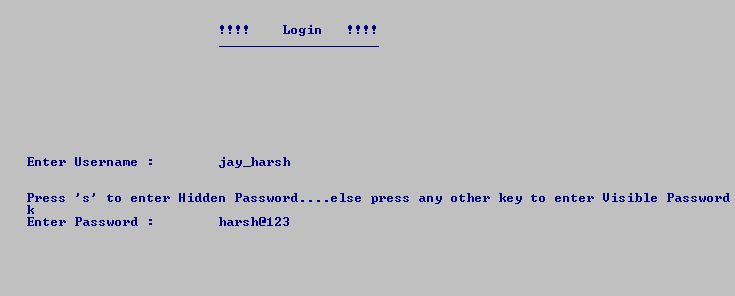 !!!! Login !!!!
Enter Username : jay_harsh
Press 's' to enter Hidden Password....else press any other key to enter Visible Password
k
Enter Password : harsh@123